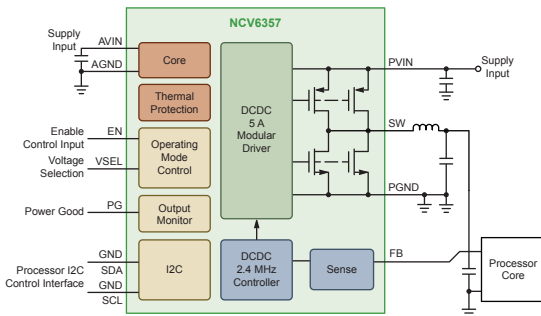 NCV6357
Supply
Input
AVIN
AGND
Core
Thermal
Protection
DCDC
5 A
Modular
Driver
PVIN
Supply
Input
SW
PGND
Enable
Control Input
EN
Voltage
Selection
VSEL
Operating
Mode
Control
Power Good
PG
Output
Monitor
Processor I2C
Control Interface
GND
SDA
GND
SCL
I2C
DCDC
2.4 MHz
Controller
Sense
FB
Processor
Core